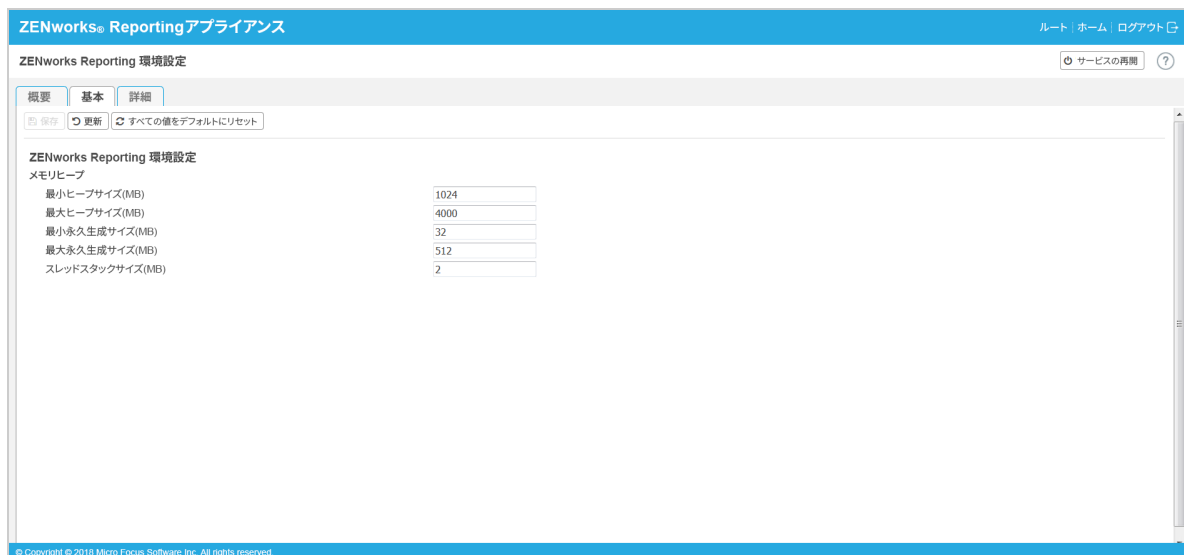 ZENworks® Reportingアプライアンス
ルート | ホーム | ログアウト
ZENworks Reporting 環境設定
サービスの再開 ?
概要 基本 詳細
保存 更新 すべての値をデフォルトにリセット
ZENworks Reporting 環境設定
メモリヒープ
最小ヒープサイズ(MB) 1024
最大ヒープサイズ(MB) 4000
最小永久生成サイズ(MB) 32
最大永久生成サイズ(MB) 512
スレッドスタックサイズ(MB) 2
© Copyright © 2018 Micro Focus Software Inc. All rights reserved.